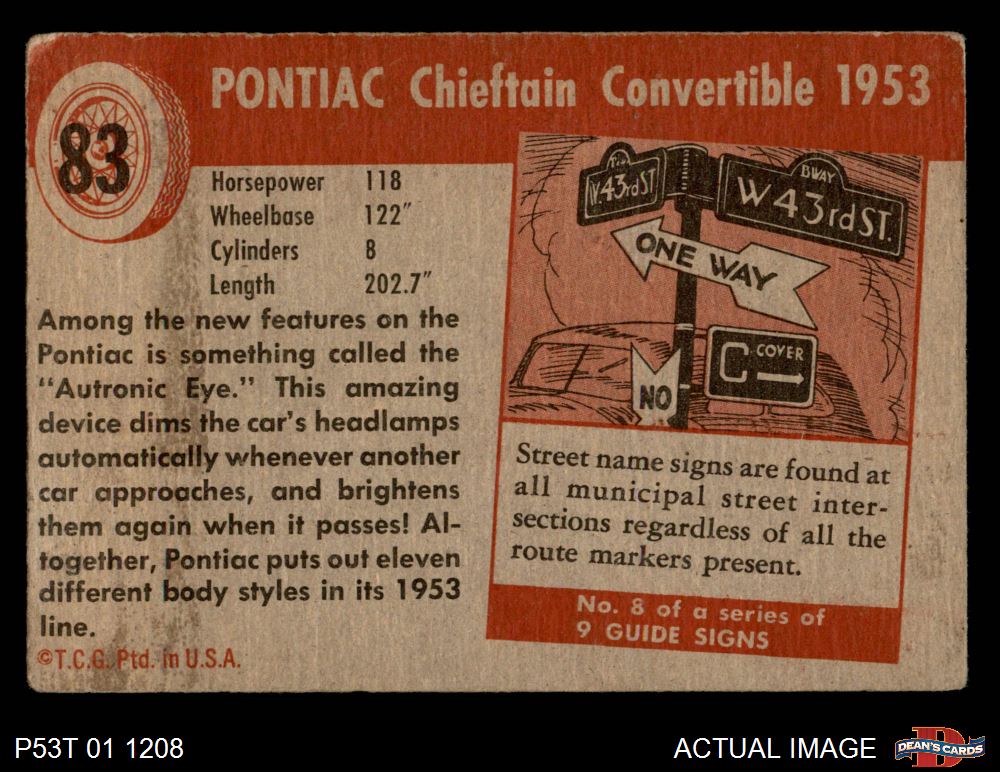 83
PONTIAC Chieftain Convertible 1953
Horsepower 118
Wheelbase 122″
Cylinders 8
Length 202.7″
Among the new features on the
Pontiac is something called the
“Autronic Eye.” This amazing
device dims the car's headlamps
automatically whenever another
car approaches, and brightens
them again when it passes! Al-
together, Pontiac puts out eleven
different body styles in its 1953
line.
©T.C.G. Ptd. in U.S.A.
W.43rd ST
BWAY
W 43rd ST.
ONE WAY
COVER
NO
Street name signs are found at
all municipal street inter-
sections regardless of all the
route markers present.
No. 8 of a series of
9 GUIDE SIGNS
P53T 01 1208
ACTUAL IMAGE
DEAN'S CARDS